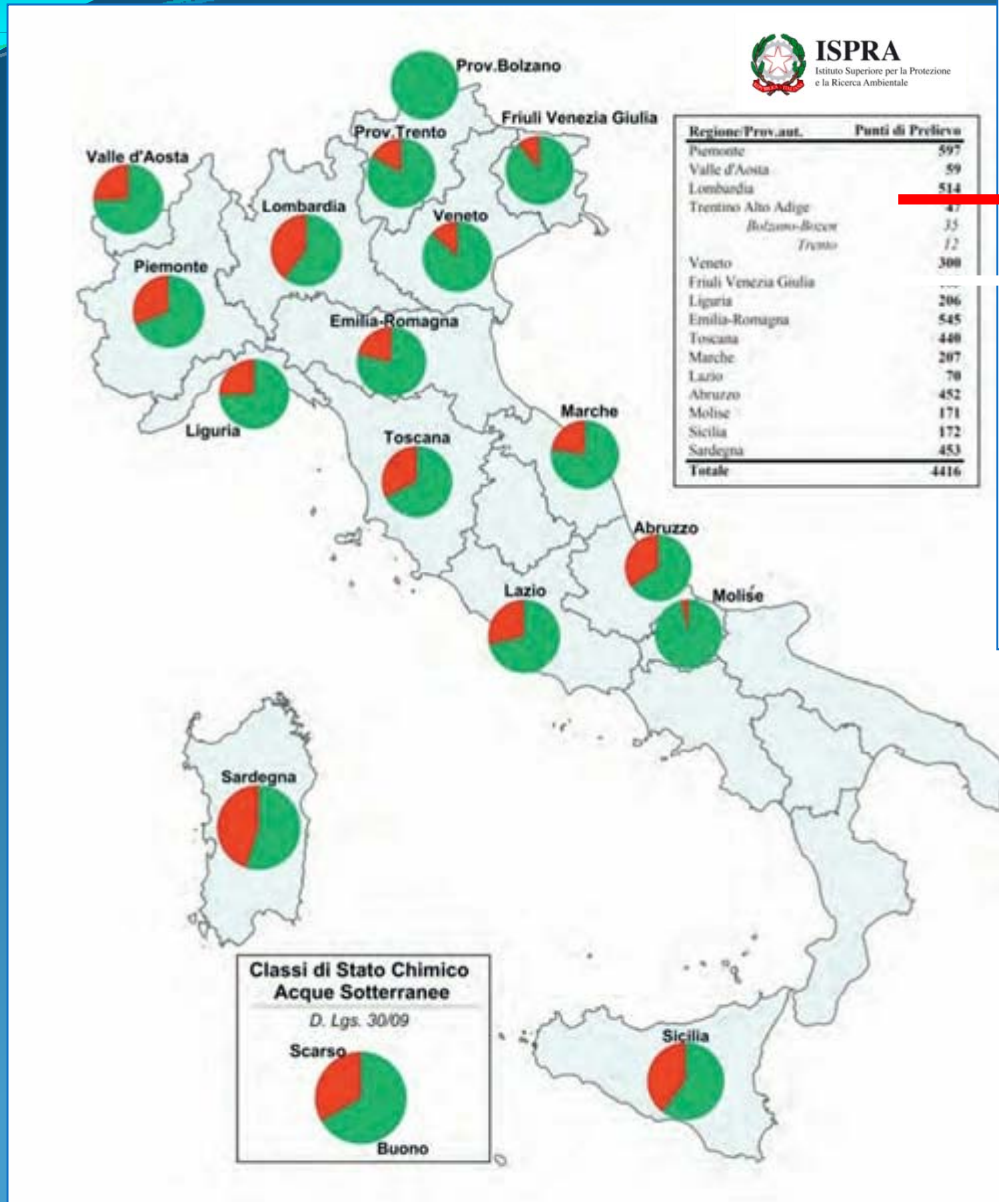 ISPRA
Istituto Superiore per la Protezione
e la Ricerca Ambientale
Prov.Bolzano
Prov.Trento
Friuli Venezia Giulia
Valle d'Aosta
Lombardia
Veneto
Piemonte
Emilia-Romagna
Liguria
Toscana
Marche
Abruzzo
Molise
Lazio
Sardegna
Sicilia
Regione/Prov.aut. Punti di Prelievo
Piemonte 597
Valle d'Aosta 59
Lombardia 514
Trentino Alto Adige 47
Bolzano-Bozen 35
Trento 12
Veneto 300
Friuli Venezia Giulia
Liguria 206
Emilia-Romagna 545
Toscana 440
Marche 207
Lazio 70
Abruzzo 452
Molise 171
Sicilia 172
Sardegna 453
Totale 4416
Classi di Stato Chimico
Acque Sotterranee
D. Lgs. 30/09
Scarso
Buono